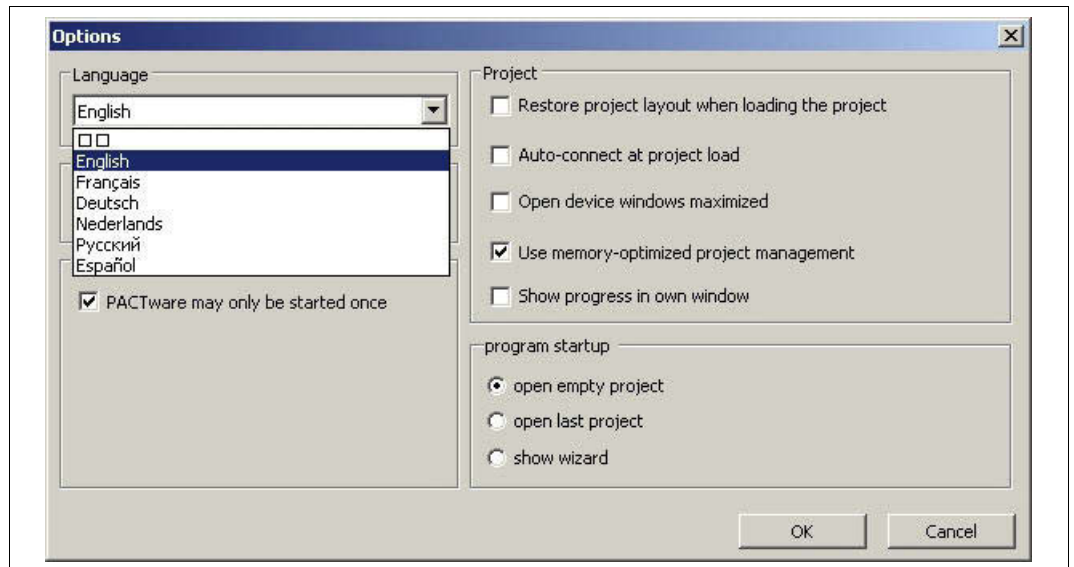 Options
Language
English
□□
English
Français
Deutsch
Nederlands
Русский
Español
PACTware may only be started once
Project
Restore project layout when loading the project
Auto-connect at project load
Open device windows maximized
Use memory-optimized project management
Show progress in own window
program startup
open empty project
open last project
show wizard
OK
Cancel